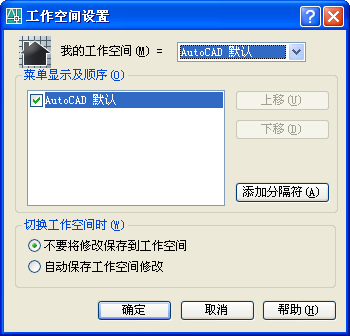 工作空间设置
我的工作空间(M) = AutoCAD 默认
菜单显示及顺序(O)
AutoCAD 默认
上移(U)
下移(D)
添加分隔符(A)
切换工作空间时(W)
不要将修改保存到工作空间
自动保存工作空间修改
确定 取消 帮助(H)